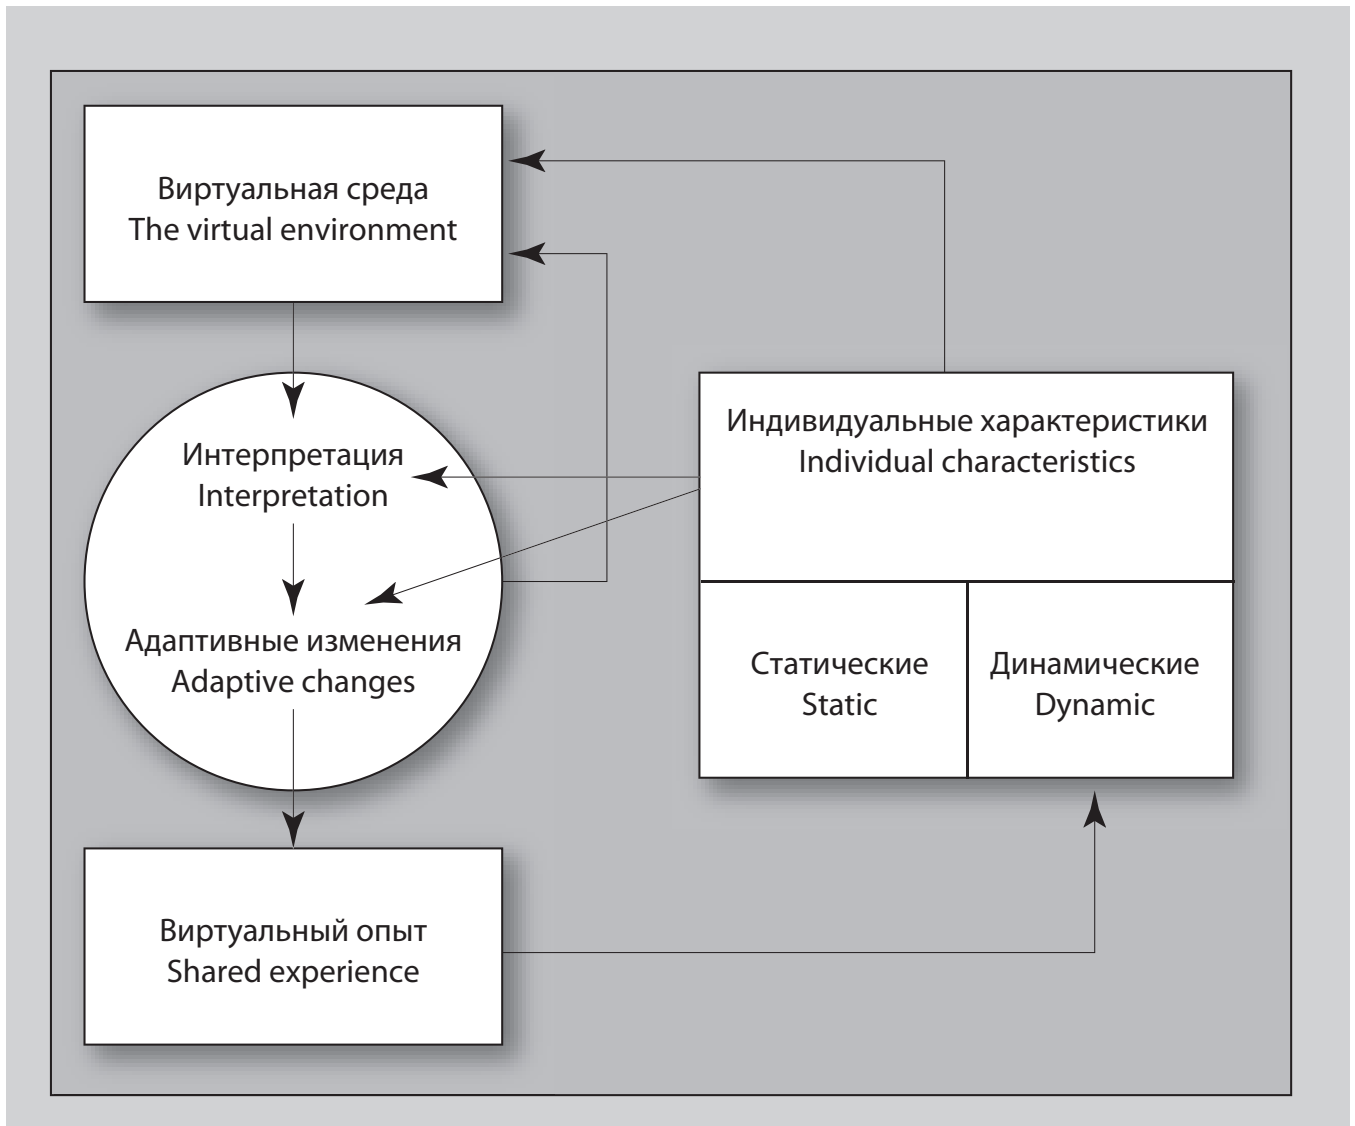 Виртуальная среда
The virtual environment
Интерпретация
Interpretation
Адаптивные изменения
Adaptive changes
Виртуальный опыт
Shared experience
Индивидуальные характеристики
Individual characteristics
Статические
Static
Динамические
Dynamic